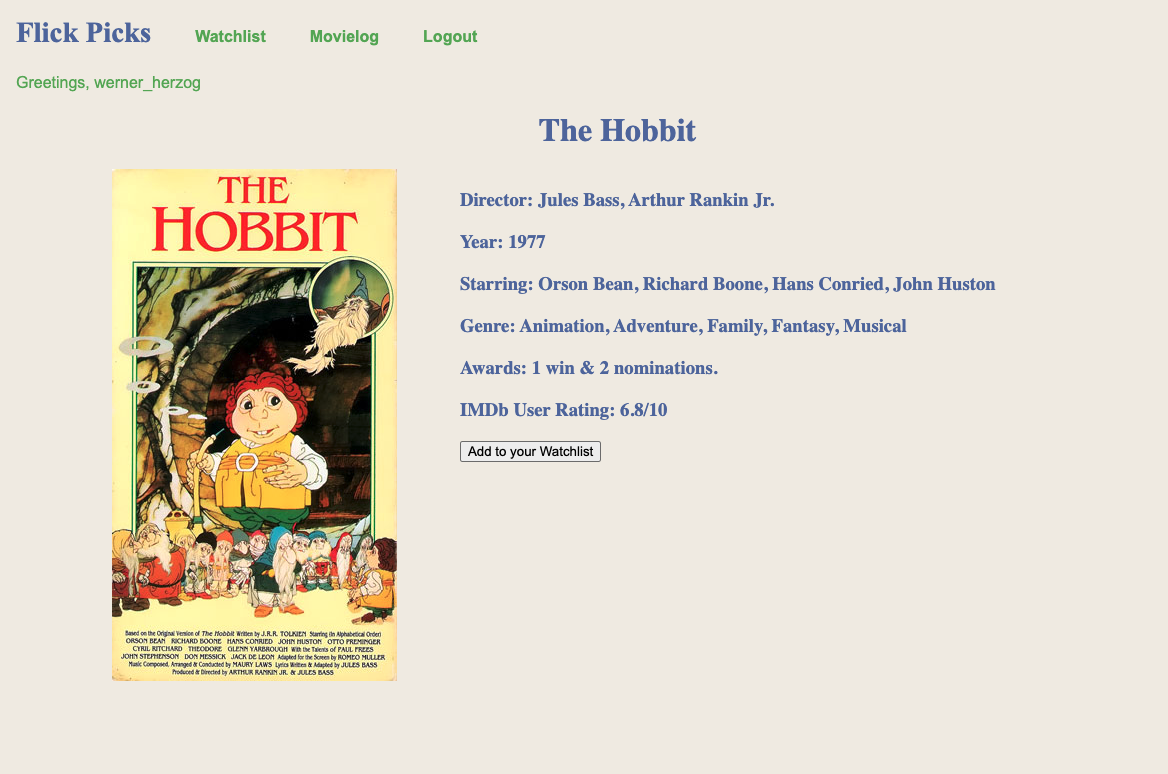 Flick Picks Watchlist Movielog Logout
Greetings, werner_herzog
The Hobbit
THE
HOBBIT
Based on the Original Version of The Hobbit Written by J.R.R. TOLKIEN Starring (In Alphabetical Order)
ORSON BEAN RICHARD BOONE HANS CONRIED JOHN HUSTON OTTO PREMINGER
CYRIL RITCHARD THEODORE GLENN YARBROUGH With the Talents of PAUL FREES
JOHN STEPHENSON DON MESSICK JACK DE LEON Adapted for the Screen by ROMEO MULLER
Music Composed, Arranged & Conducted by MAURY LAWS Lyrics Written & Adapted by JULES BASS
Produced & Directed by ARTHUR RANKIN JR. & JULES BASS
Director: Jules Bass, Arthur Rankin Jr.
Year: 1977
Starring: Orson Bean, Richard Boone, Hans Conried, John Huston
Genre: Animation, Adventure, Family, Fantasy, Musical
Awards: 1 win & 2 nominations.
IMDb User Rating: 6.8/10
Add to your Watchlist